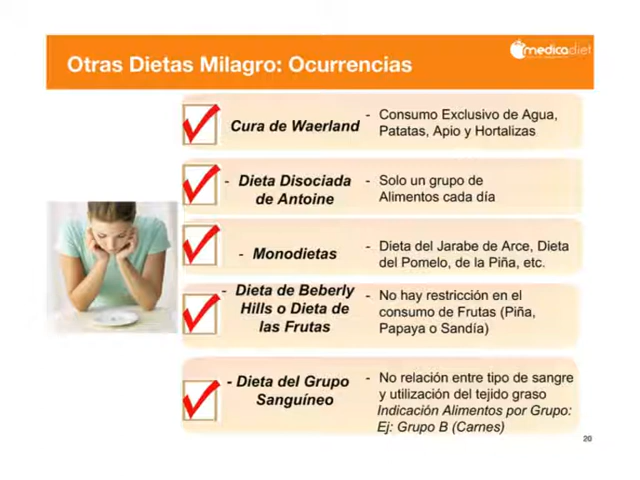 medicadiet
Otras Dietas Milagro: Ocurrencias
Cura de Waerland
- Consumo Exclusivo de Agua,
Patatas, Apio y Hortalizas
- Dieta Disociada
de Antoine
- Solo un grupo de
Alimentos cada día
- Monodietas
- Dieta del Jarabe de Arce, Dieta
del Pomelo, de la Piña, etc.
- Dieta de Beberly
Hills o Dieta de
las Frutas
- No hay restricción en el
consumo de Frutas (Piña,
Papaya o Sandía)
- Dieta del Grupo
Sanguíneo
- No relación entre tipo de sangre
y utilización del tejido graso
Indicación Alimentos por Grupo:
Ej: Grupo B (Carnes)
20